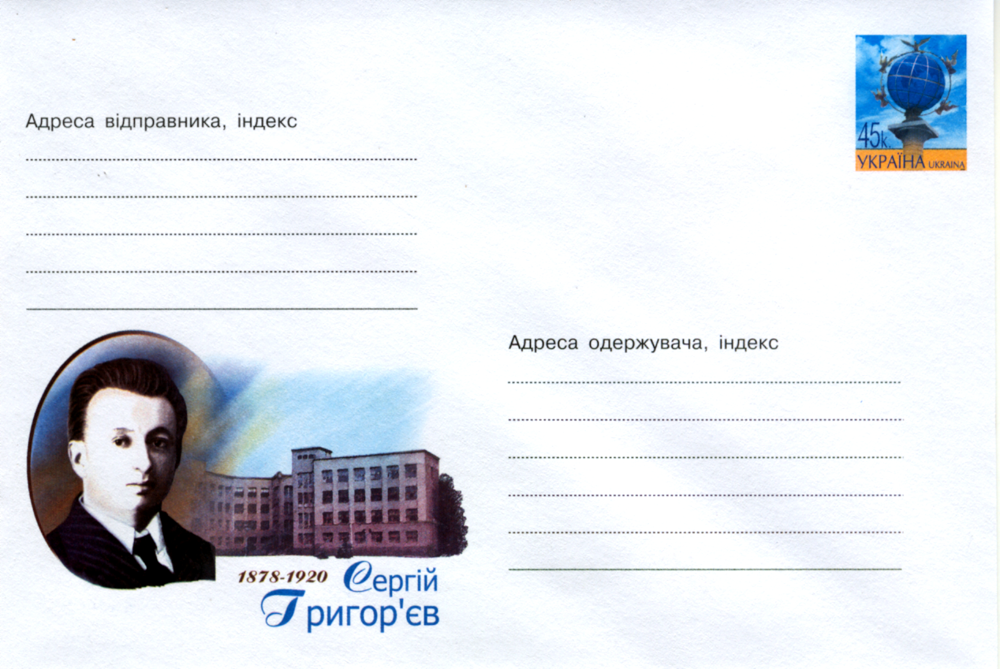 Адреса відправника, індекс
45к.
УКРАЇНА UKRAINA
Адреса одержувача, індекс
1878-1920 Сергій
Григор'єв